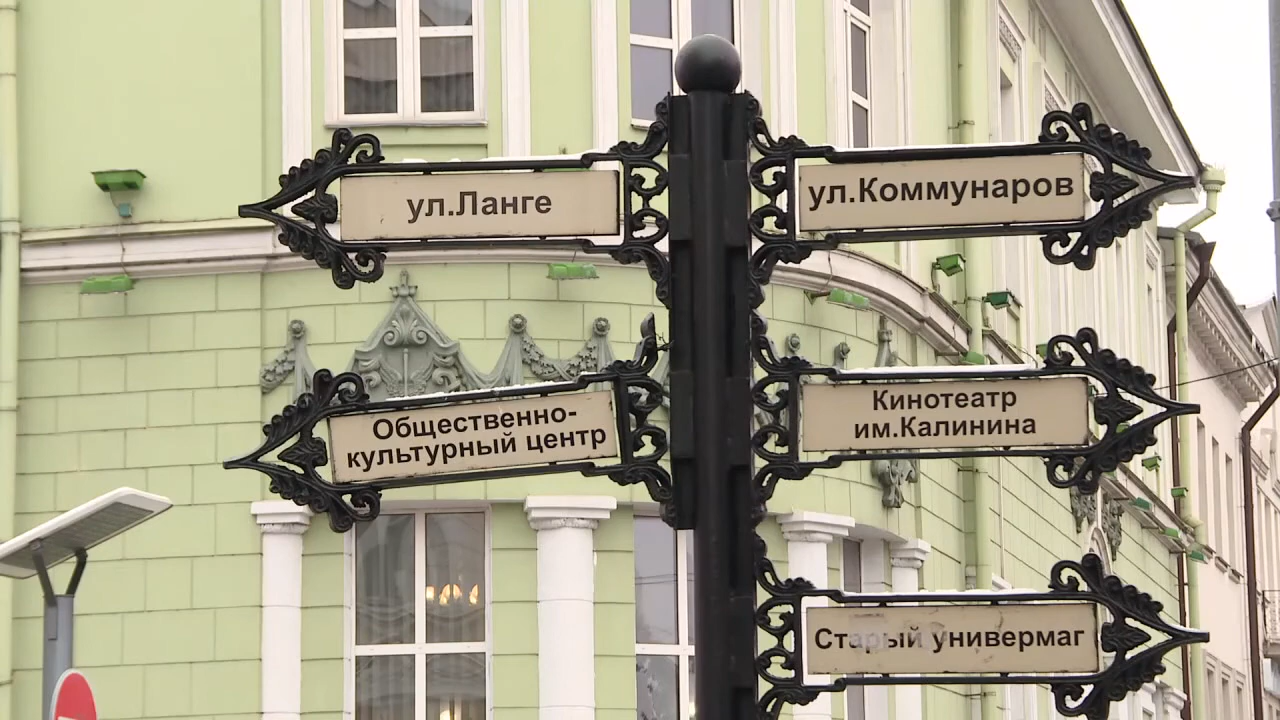 ул.Ланге
ул.Коммунаров
Общественно-
культурный центр
Кинотеатр
им.Калинина
Старый универмаг